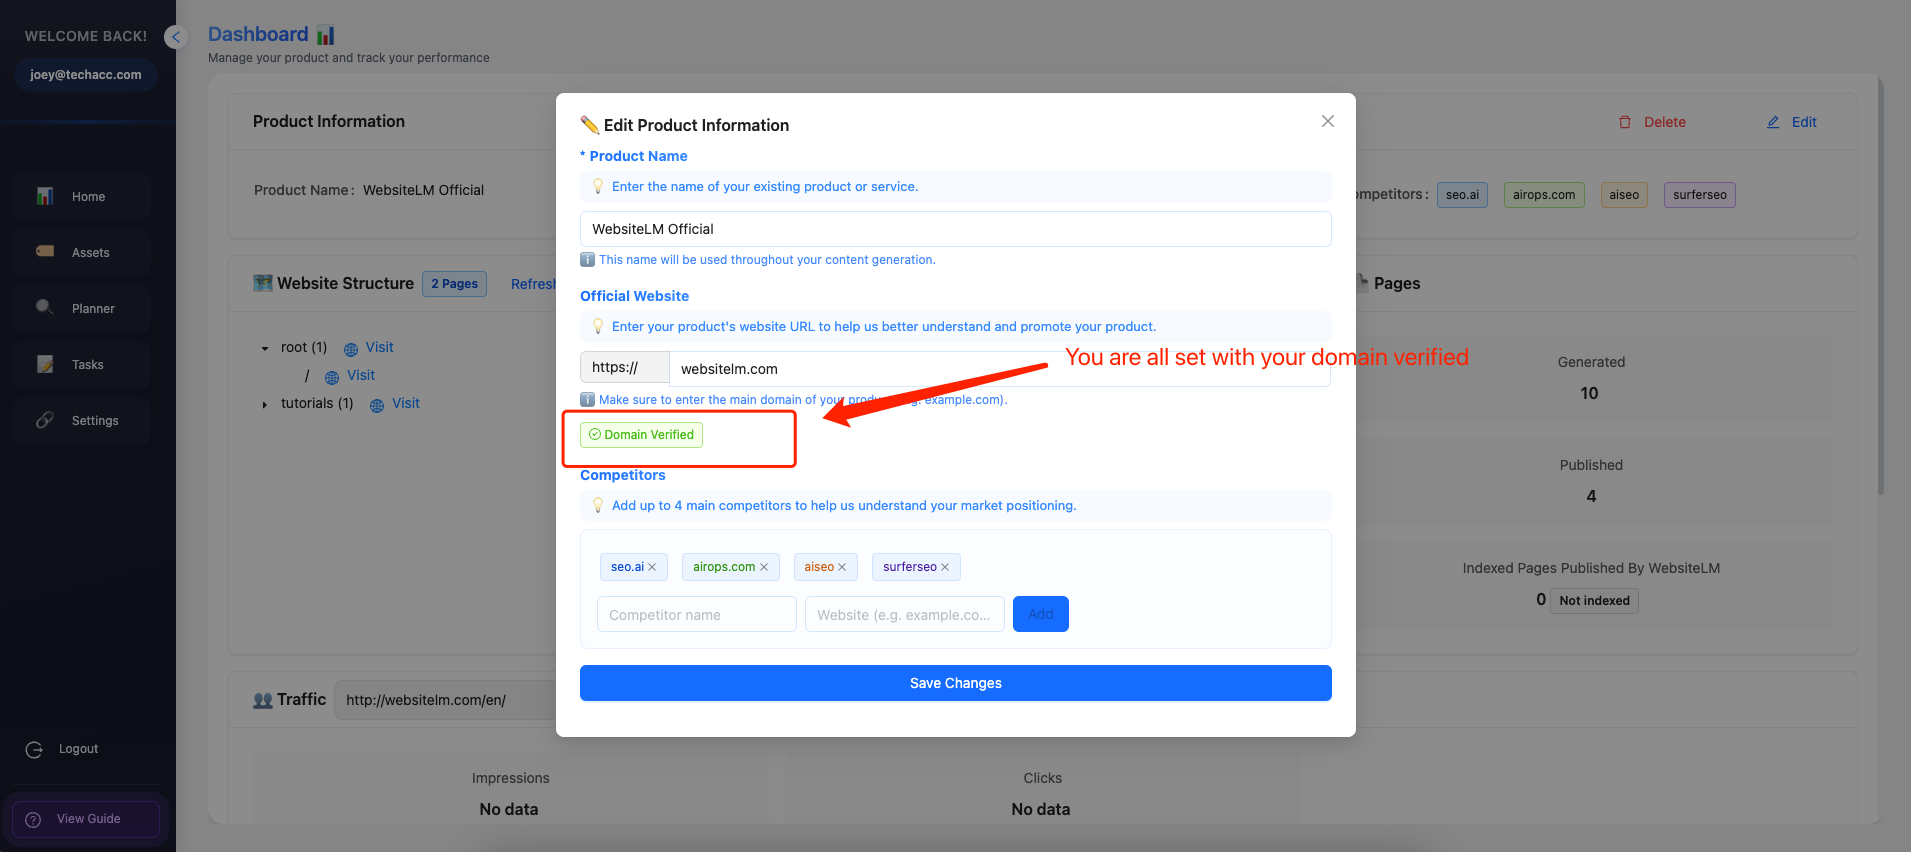 WELCOME BACK!
joey@techacc.com
Home
Assets
Planner
Tasks
Settings
Logout
View Guide
Dashboard
Manage your product and track your performance
Product Information
Delete
Edit
Product Name : WebsiteLM Official
ompetitors :
seo.ai
airops.com
aiseo
surferseo
Website Structure
2 Pages
Refresh
root (1)
Visit
/
Visit
tutorials (1)
Visit
Pages
Generated
10
Published
4
Indexed Pages Published By WebsiteLM
0
Not indexed
Traffic
http://websitelm.com/en/
Impressions
No data
Clicks
No data
Edit Product Information
* Product Name
Enter the name of your existing product or service.
WebsiteLM Official
This name will be used throughout your content generation.
Official Website
Enter your product's website URL to help us better understand and promote your product.
https://
websitelm.com
You are all set with your domain verified
Make sure to enter the main domain of your produ g. example.com).
Domain Verified
Competitors
Add up to 4 main competitors to help us understand your market positioning.
seo.ai
airops.com
aiseo
surferseo
Competitor name
Website (e.g. example.co...
Add
Save Changes